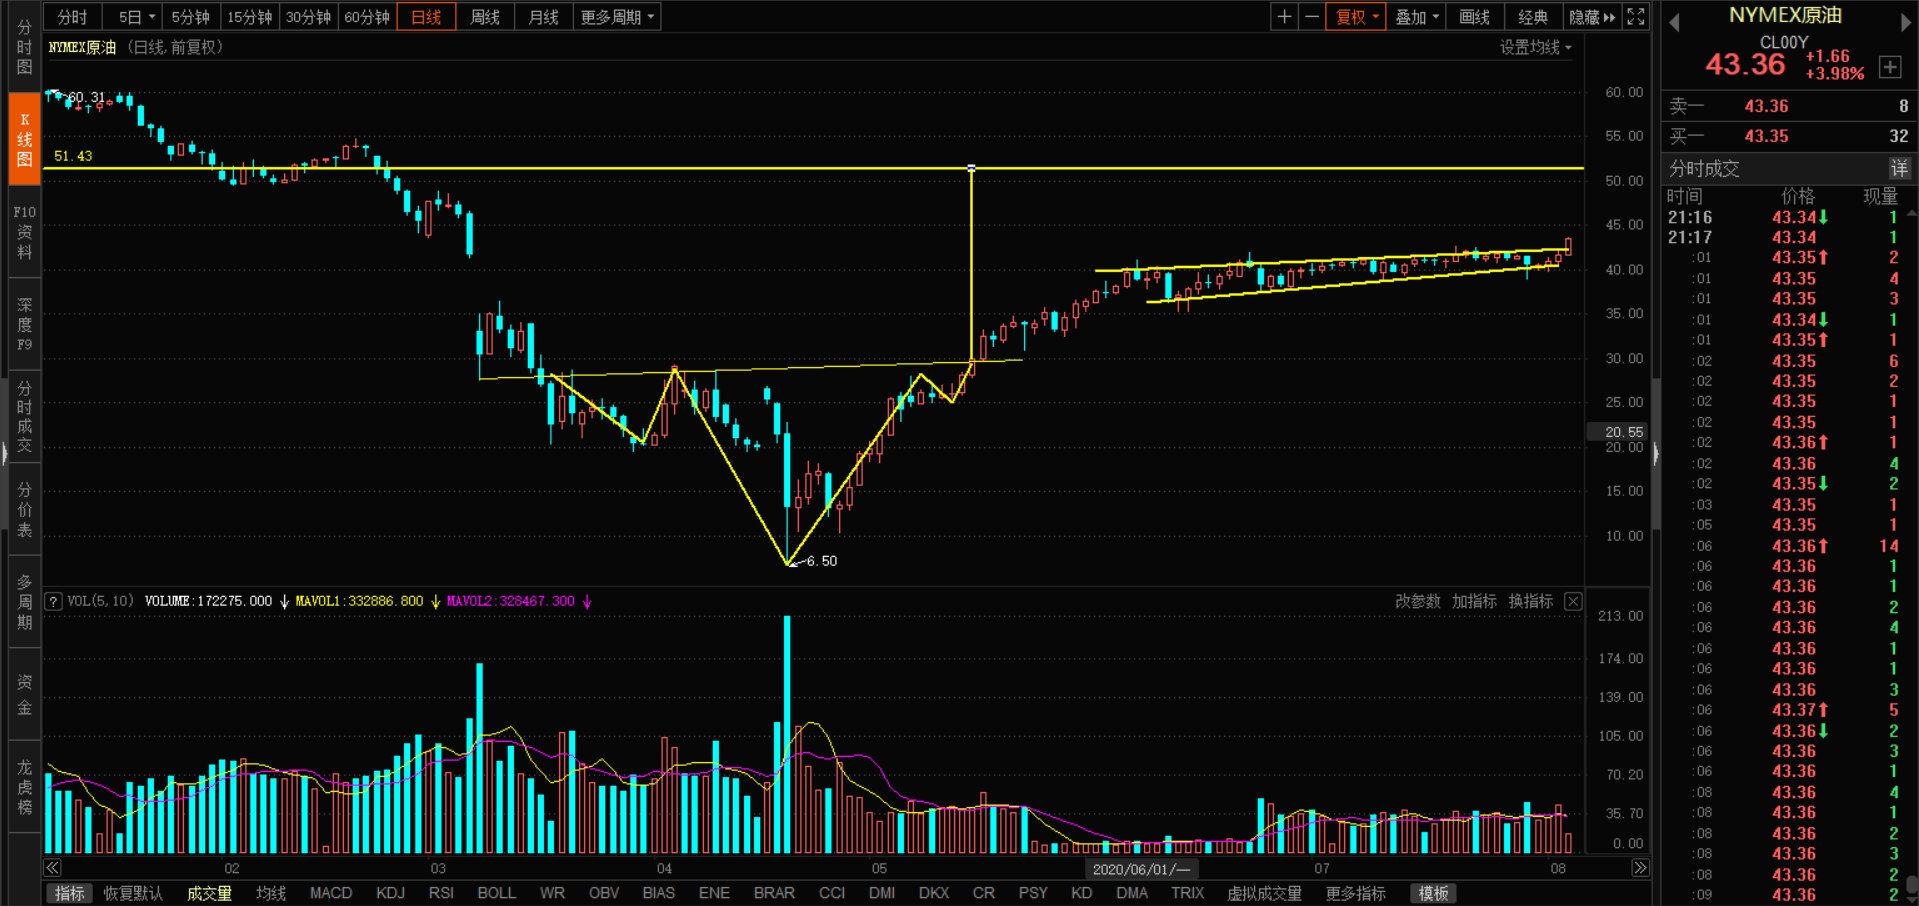 分时 5日 5分钟 15分钟 30分钟 60分钟 日线 周线 月线 更多周期
+ — 复权 叠加 画线 经典 隐藏
NYMEX原油 (日线,前复权)
设置均线
分时图
K线图
F10资料
深度F9
分时成交
分价表
多周期
资金
龙虎榜
60.31
51.43
6.50
60.00
55.00
50.00
45.00
40.00
35.00
30.00
25.00
20.55
20.00
15.00
10.00
? VOL(5,10) VOLUME:172275.000 ↓ MAVOL1:332886.800 ↓ MAVOL2:328467.300 ↓
改参数 加指标 换指标
213.00
174.00
139.00
105.00
70.20
35.70
0.00
02 03 04 05 2020/06/01/一 07 08
指标 恢复默认 成交量 均线 MACD KDJ RSI BOLL WR OBV BIAS ENE BRAR CCI DMI DKX CR PSY KD DMA TRIX 虚拟成交量 更多指标 模板
NYMEX原油
CL00Y
43.36 +1.66
+3.98%
卖一 43.36 8
买一 43.35 32
分时成交 详
时间 价格 现量
21:16 43.34↓ 1
21:17 43.34 1
:01 43.35↑ 2
:01 43.35 4
:01 43.35 3
:01 43.34↓ 1
:01 43.35↑ 1
:02 43.35 6
:02 43.35 2
:02 43.35 1
:02 43.35 1
:02 43.36↑ 1
:02 43.36 4
:02 43.35↓ 2
:03 43.35 1
:05 43.35 1
:06 43.36↑ 14
:06 43.36 1
:06 43.36 1
:06 43.36 2
:06 43.36 4
:06 43.36 1
:06 43.36 1
:06 43.36 3
:06 43.37↑ 5
:06 43.36↓ 2
:06 43.36 3
:06 43.36 1
:08 43.36 4
:08 43.36 1
:08 43.36 2
:08 43.36 3
:08 43.36 2
:09 43.36 2